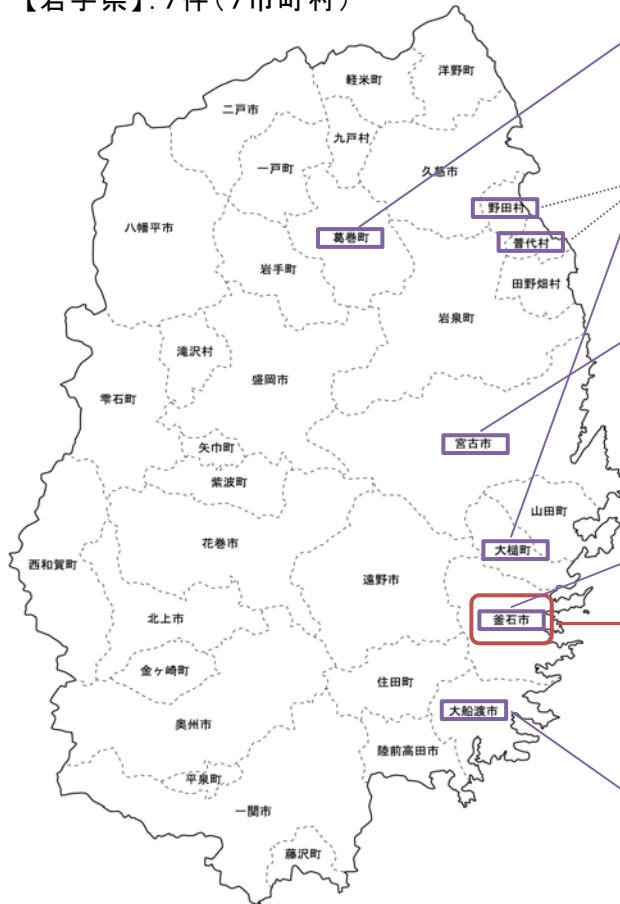 【岩手県】:7件(7市町村)
洋野町
軽米町
二戸市
九戸村
一戸町
久慈市
野田村
八幡平市
葛巻町
普代村
岩手町
田野畑村
岩泉町
滝沢村
盛岡市
雫石町
宮古市
矢巾町
紫波町
山田町
花巻市
大槌町
西和賀町
遠野市
北上市
釜石市
金ヶ崎町
住田町
大船渡市
奥州市
陸前高田市
平泉町
一関市
藤沢町